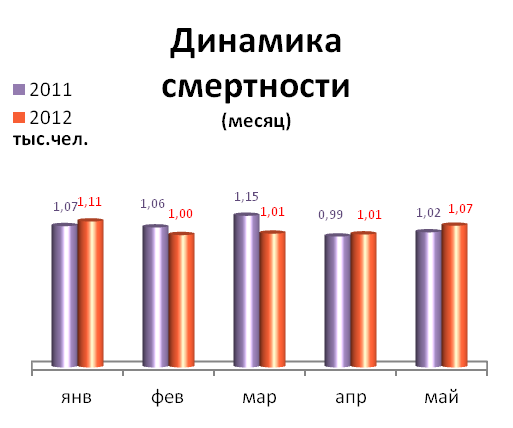 Динамика
смертности
(месяц)
2011
2012
тыс.чел.
1,07 1,11 1,06 1,00 1,15 1,01 0,99 1,01 1,02 1,07
янв фев мар апр май